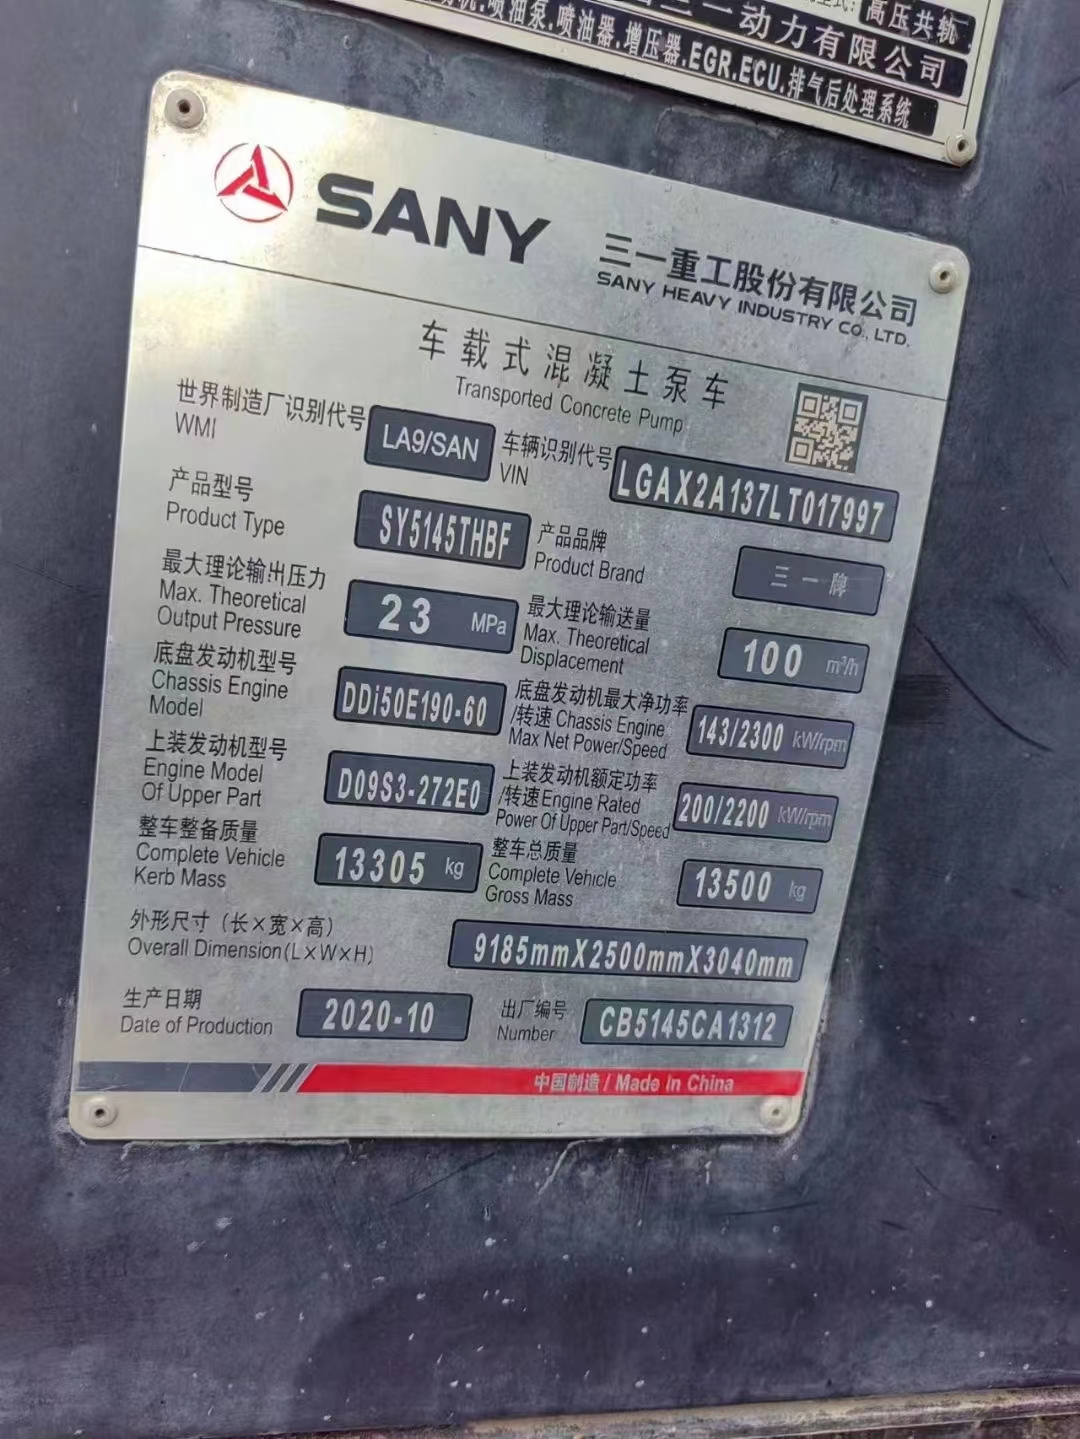 高压共轨
一动力有限公司
喷油泵.喷油器.增压器.EGR.ECU.排气后处理系统
SANY
三一重工股份有限公司
SANY HEAVY INDUSTRY CO., LTD.
车载式混凝土泵车
Transported Concrete Pump
世界制造厂识别代号
WMI
LA9/SAN
车辆识别代号
VIN
LGAX2A137LT017997
产品型号
Product Type
SY5145THBF
产品品牌
Product Brand
三一牌
最大理论输出压力
Max. Theoretical
Output Pressure
23 MPa
最大理论输送量
Max. Theoretical
Displacement
100 m³/h
底盘发动机型号
Chassis Engine
Model
DDi50E190-60
底盘发动机最大净功率
/转速 Chassis Engine
Max Net Power/Speed
143/2300 kW/rpm
上装发动机型号
Engine Model
Of Upper Part
D09S3-272E0
上装发动机额定功率
/转速 Engine Rated
Power Of Upper Part/Speed
200/2200 kW/rpm
整车整备质量
Complete Vehicle
Kerb Mass
13305 kg
整车总质量
Complete Vehicle
Gross Mass
13500 kg
外形尺寸（长×宽×高）
Overall Dimension(L×W×H)
9185mmX2500mmX3040mm
生产日期
Date of Production
2020-10
出厂编号
Number
CB5145CA1312
中国制造 / Made in China